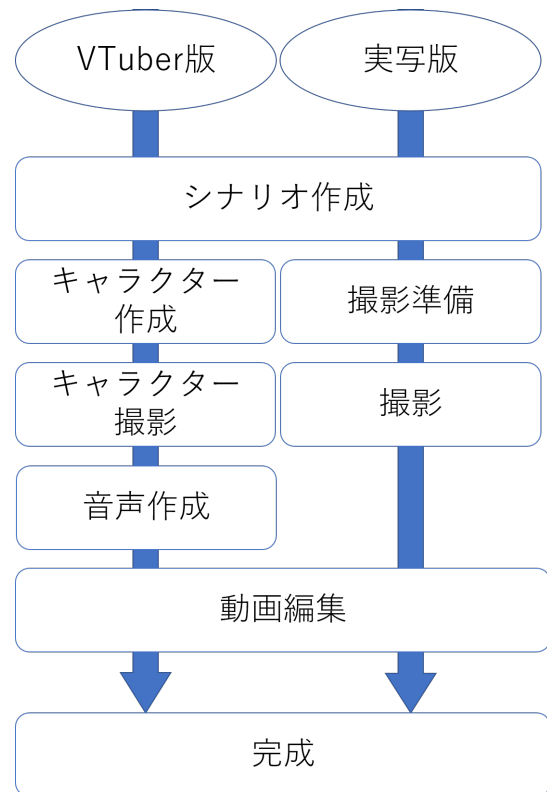 VTuber版
実写版
シナリオ作成
キャラクター
作成
撮影準備
キャラクター
撮影
撮影
音声作成
動画編集
完成